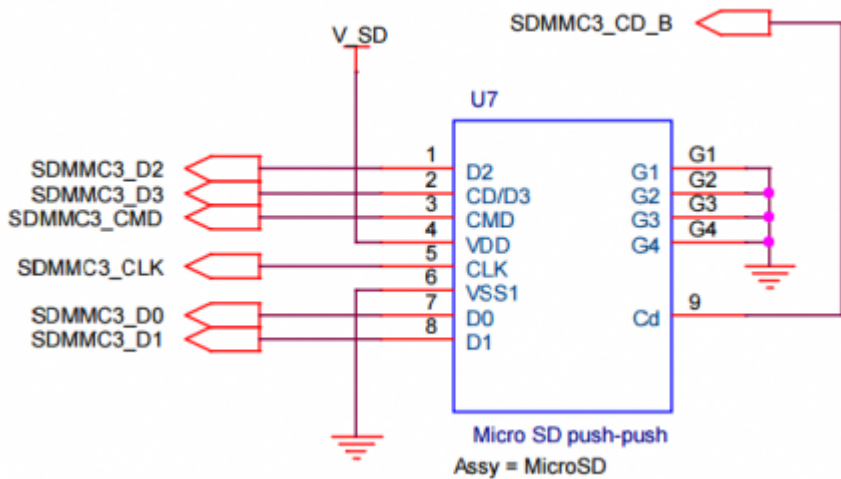 V_SD
SDMMC3_CD_B
U7
SDMMC3_D2 1 D2 G1 G1
SDMMC3_D3 2 CD/D3 G2 G2
SDMMC3_CMD 3 CMD G3 G3
4 VDD G4 G4
SDMMC3_CLK 5 CLK
6 VSS1
SDMMC3_D0 7 D0 Cd 9
SDMMC3_D1 8 D1
Micro SD push-push
Assy = MicroSD